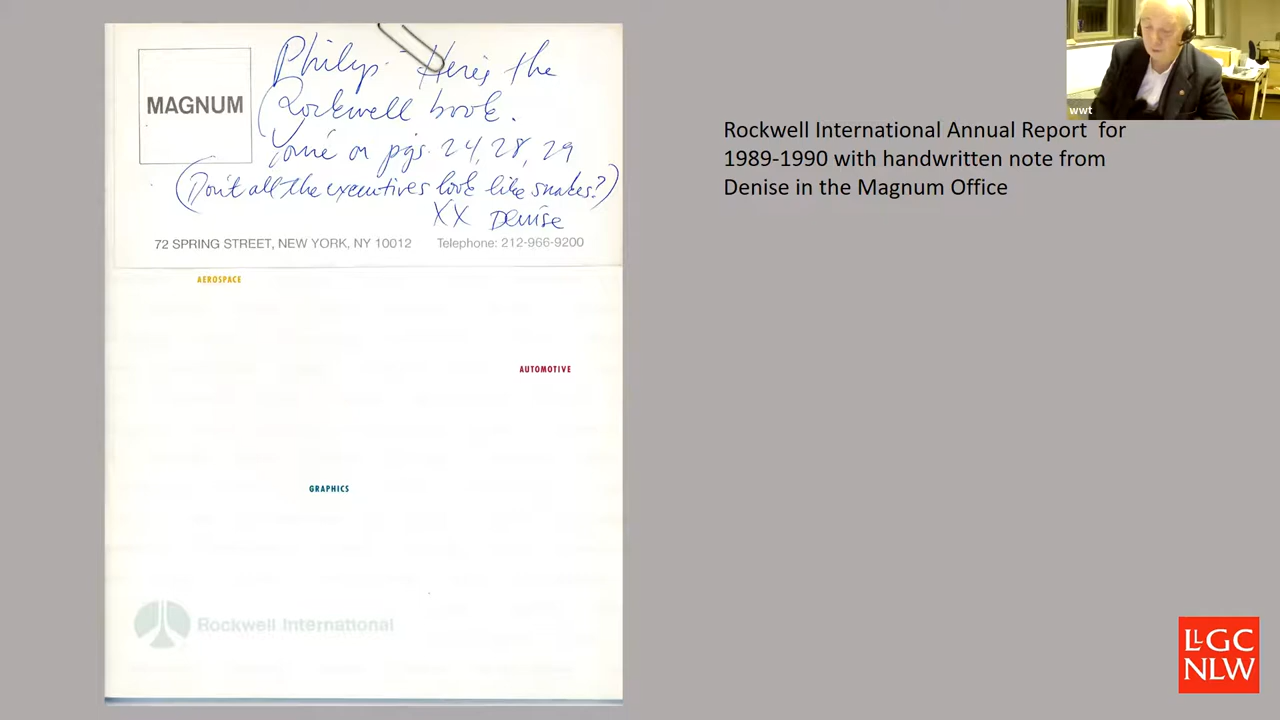 Philip - Here's the
MAGNUM
Rockwell book.
You're on pgs. 24, 28, 29
(Don't all the executives look like snakes?)
XX Denise
72 SPRING STREET, NEW YORK, NY 10012 Telephone: 212-966-9200
AEROSPACE
AUTOMOTIVE
GRAPHICS
Rockwell International
wwt
Rockwell International Annual Report for
1989-1990 with handwritten note from
Denise in the Magnum Office
LLGC
NLW